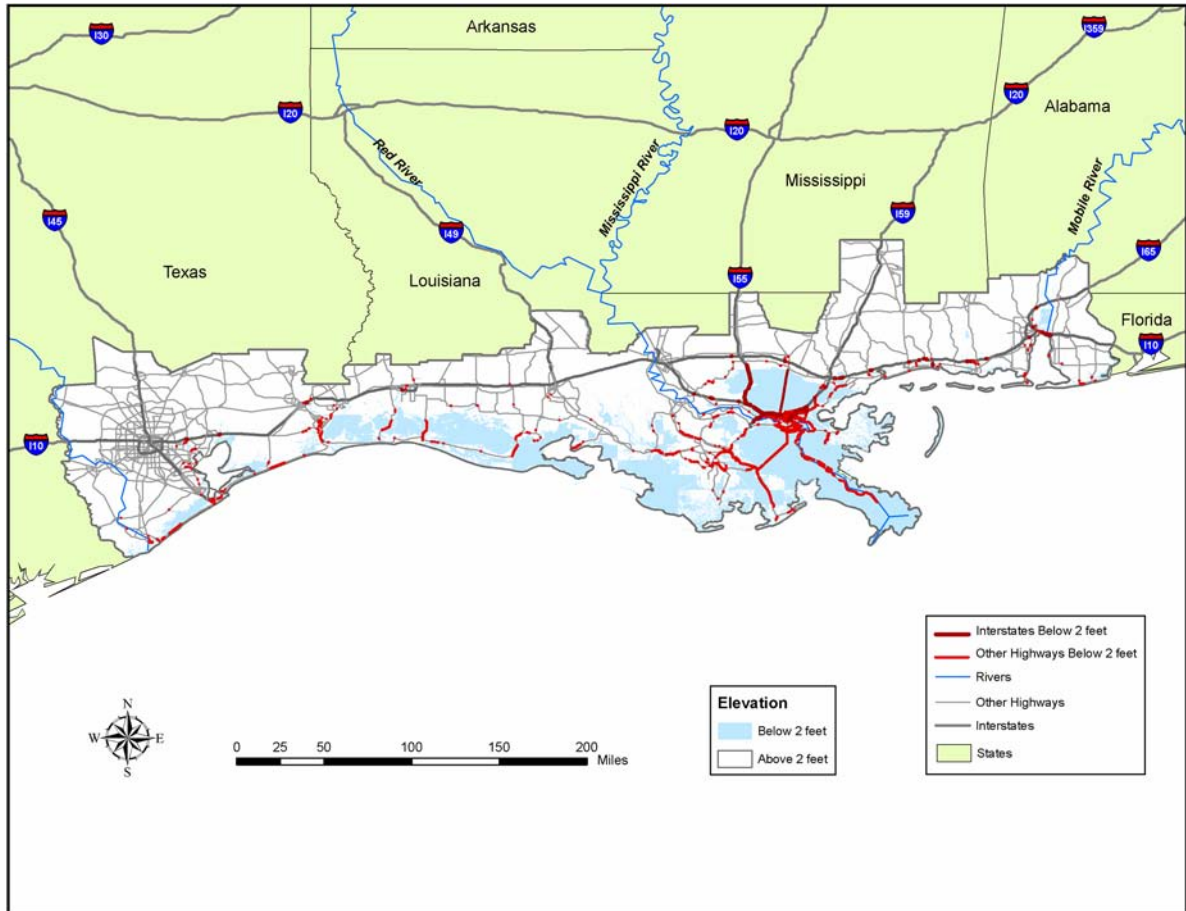 Arkansas
I30
I359
I20
I20
I20
Alabama
Red River
Mississippi River
Mississippi
Mobile River
I45
I49
I59
I65
Texas
Louisiana
I55
Florida
I10
I10
Interstates Below 2 feet
Other Highways Below 2 feet
Rivers
Other Highways
Interstates
States
Elevation
Below 2 feet
Above 2 feet
N
W E
S
0 25 50 100 150 200
Miles